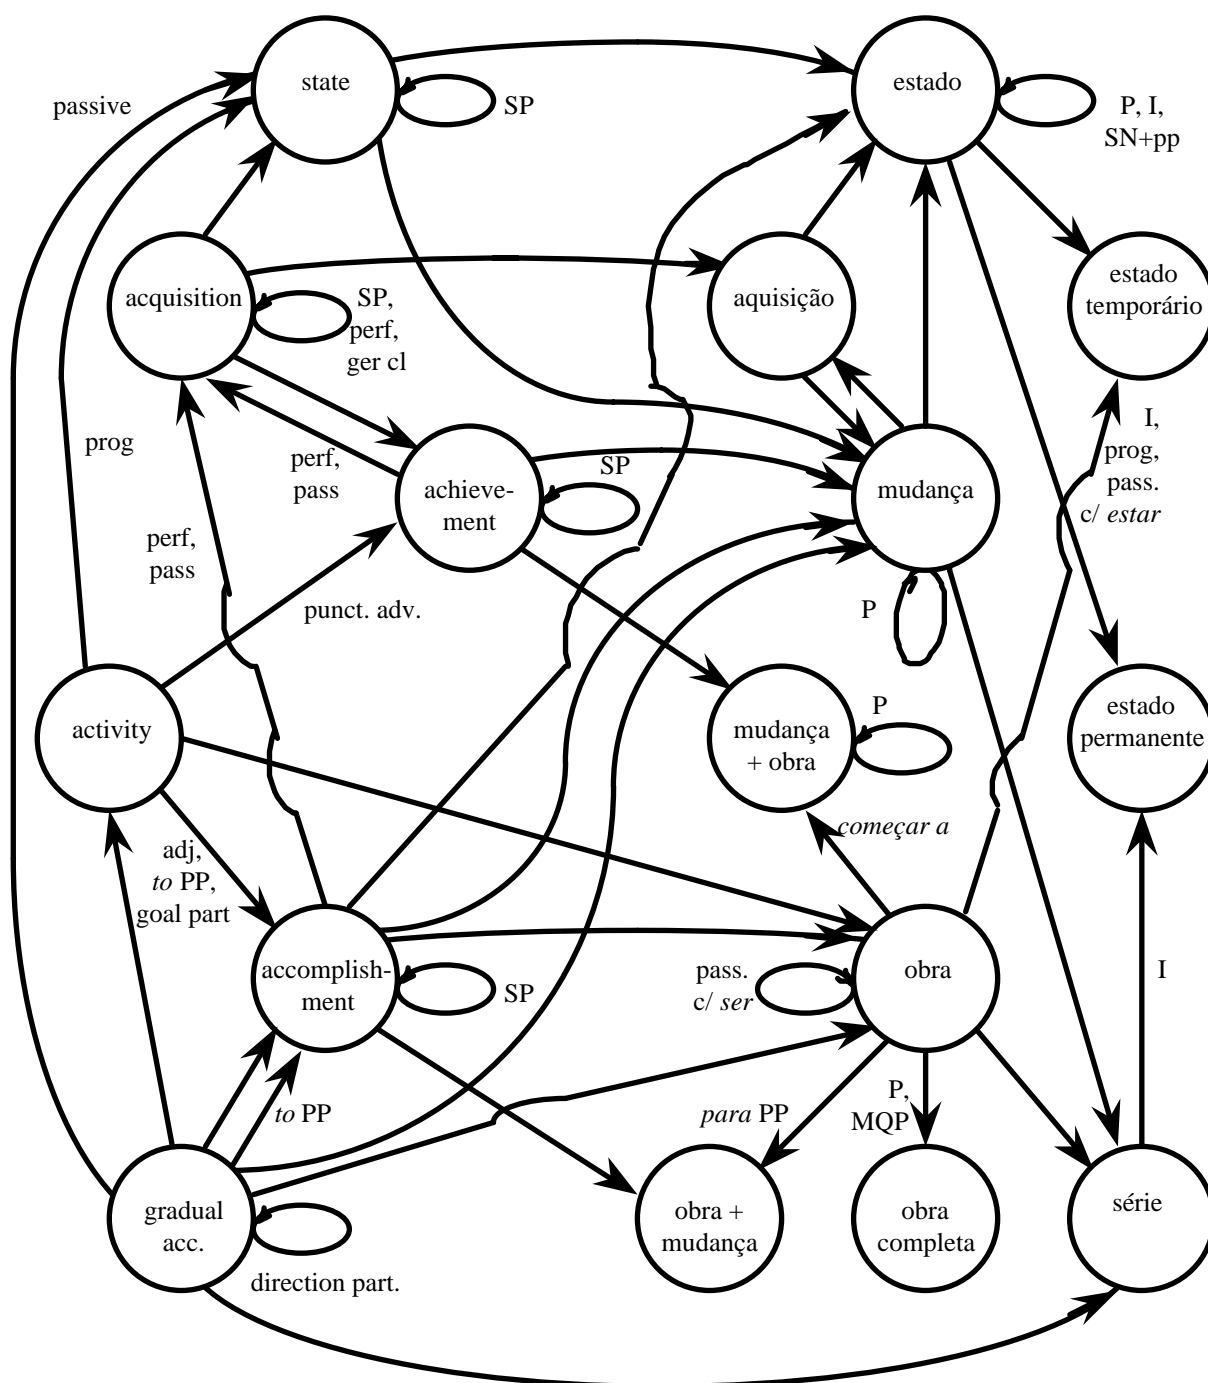 state
estado
passive
SP
P, I,
SN+pp
acquisition
SP,
perf,
ger cl
aquisição
estado
temporário
prog
perf,
pass
achieve-
ment
SP
mudança
I,
prog,
pass.
c/ estar
perf,
pass
punct. adv.
P
activity
mudança
+ obra
P
estado
permanente
começar a
adj,
to PP,
goal part
accomplish-
ment
SP
pass.
c/ ser
obra
I
to PP
para PP
P,
MQP
gradual
acc.
direction part.
obra +
mudança
obra
completa
série